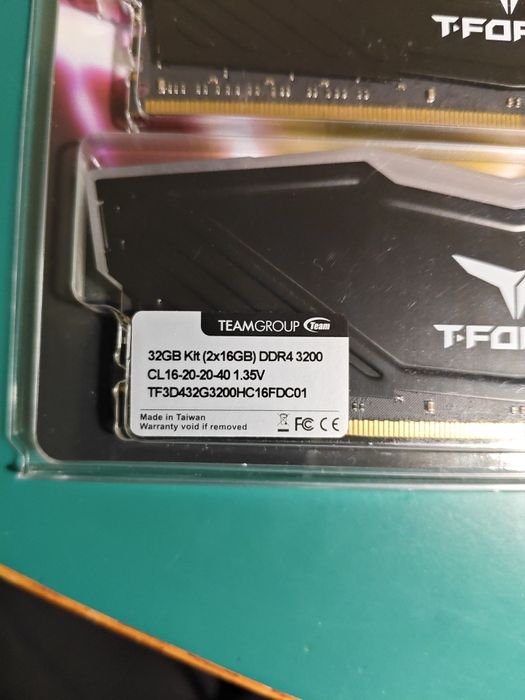 T-FOR
TEAMGROUP Team
32GB Kit (2x16GB) DDR4 3200
CL16-20-20-40 1.35V
TF3D432G3200HC16FDC01
Made in Taiwan
Warranty void if removed
FC CE
T-FOR